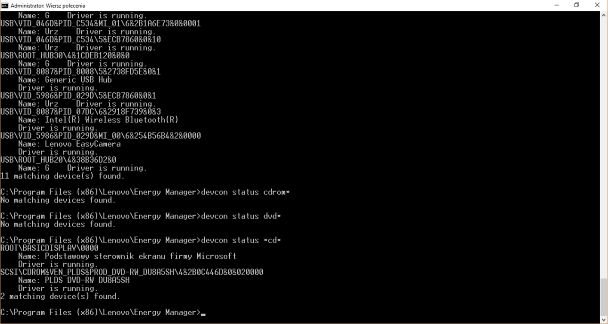 Administrator: Wiersz polecenia
Name: G    Driver is running.
USB\VID_046D&PID_C534&MI_01\6&2B1A6E73&0&0001
Name: Urz    Driver is running.
USB\VID_046D&PID_C534\5&ECB7860&0&10
Name: Urz    Driver is running.
USB\ROOT_HUB30\4&1CDEB120&0&0
Name: G    Driver is running.
USB\VID_8087&PID_8008\5&2738FD5E&0&1
Name: Generic USB Hub
Driver is running.
USB\VID_5986&PID_029D\5&ECB7860&0&1
Name: Urz    Driver is running.
USB\VID_8087&PID_07DC\6&2918F739&0&3
Name: Intel(R) Wireless Bluetooth(R)
Driver is running.
USB\VID_5986&PID_029D&MI_00\6&254B56B4&2&0000
Name: Lenovo EasyCamera
Driver is running.
USB\ROOT_HUB20\4&38B36D2&0
Name: G    Driver is running.
11 matching device(s) found.
C:\Program Files (x86)\Lenovo\Energy Manager>devcon status cdrom*
No matching devices found.
C:\Program Files (x86)\Lenovo\Energy Manager>devcon status dvd*
No matching devices found.
C:\Program Files (x86)\Lenovo\Energy Manager>devcon status *cd*
ROOT\BASICDISPLAY\0000
Name: Podstawowy sterownik ekranu firmy Microsoft
Driver is running.
SCSI\CDROM&VEN_PLDS&PROD_DVD-RW_DU8A5SH\4&2B0C446D&0&020000
Name: PLDS DVD-RW DU8A5SH
Driver is running.
2 matching device(s) found.
C:\Program Files (x86)\Lenovo\Energy Manager>_